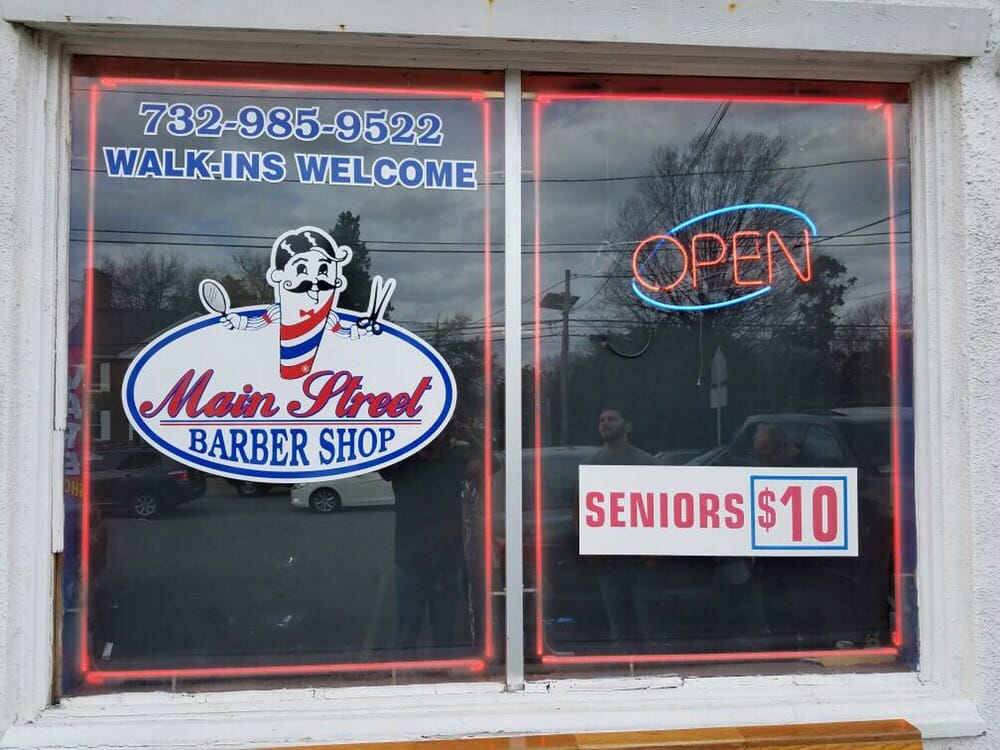 732-985-9522
WALK-INS WELCOME
Main Street
BARBER SHOP
OPEN
SENIORS $10